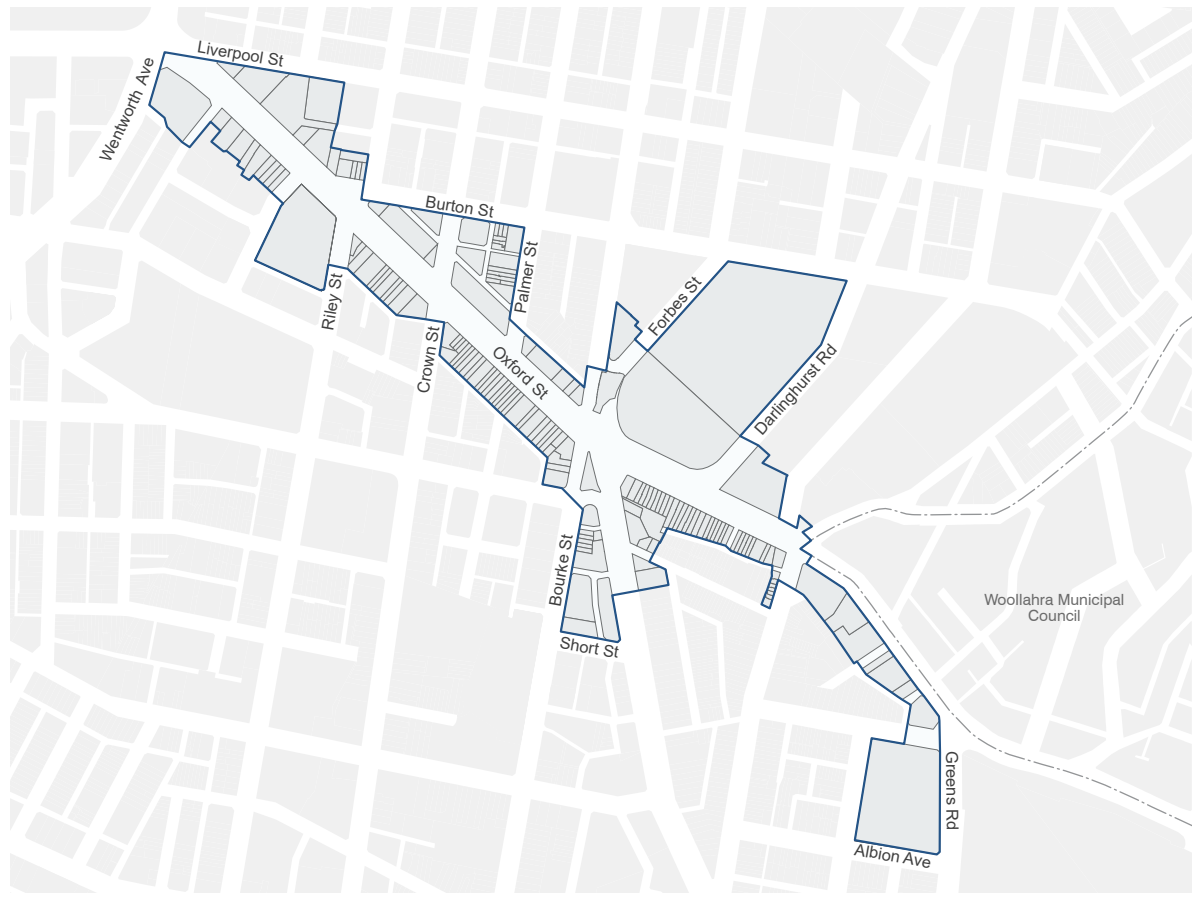 Liverpool St
Wentworth Ave
Burton St
Palmer St
Riley St
Forbes St
Crown St
Oxford St
Darlinghurst Rd
Bourke St
Woollahra Municipal
Council
Short St
Greens Rd
Albion Ave